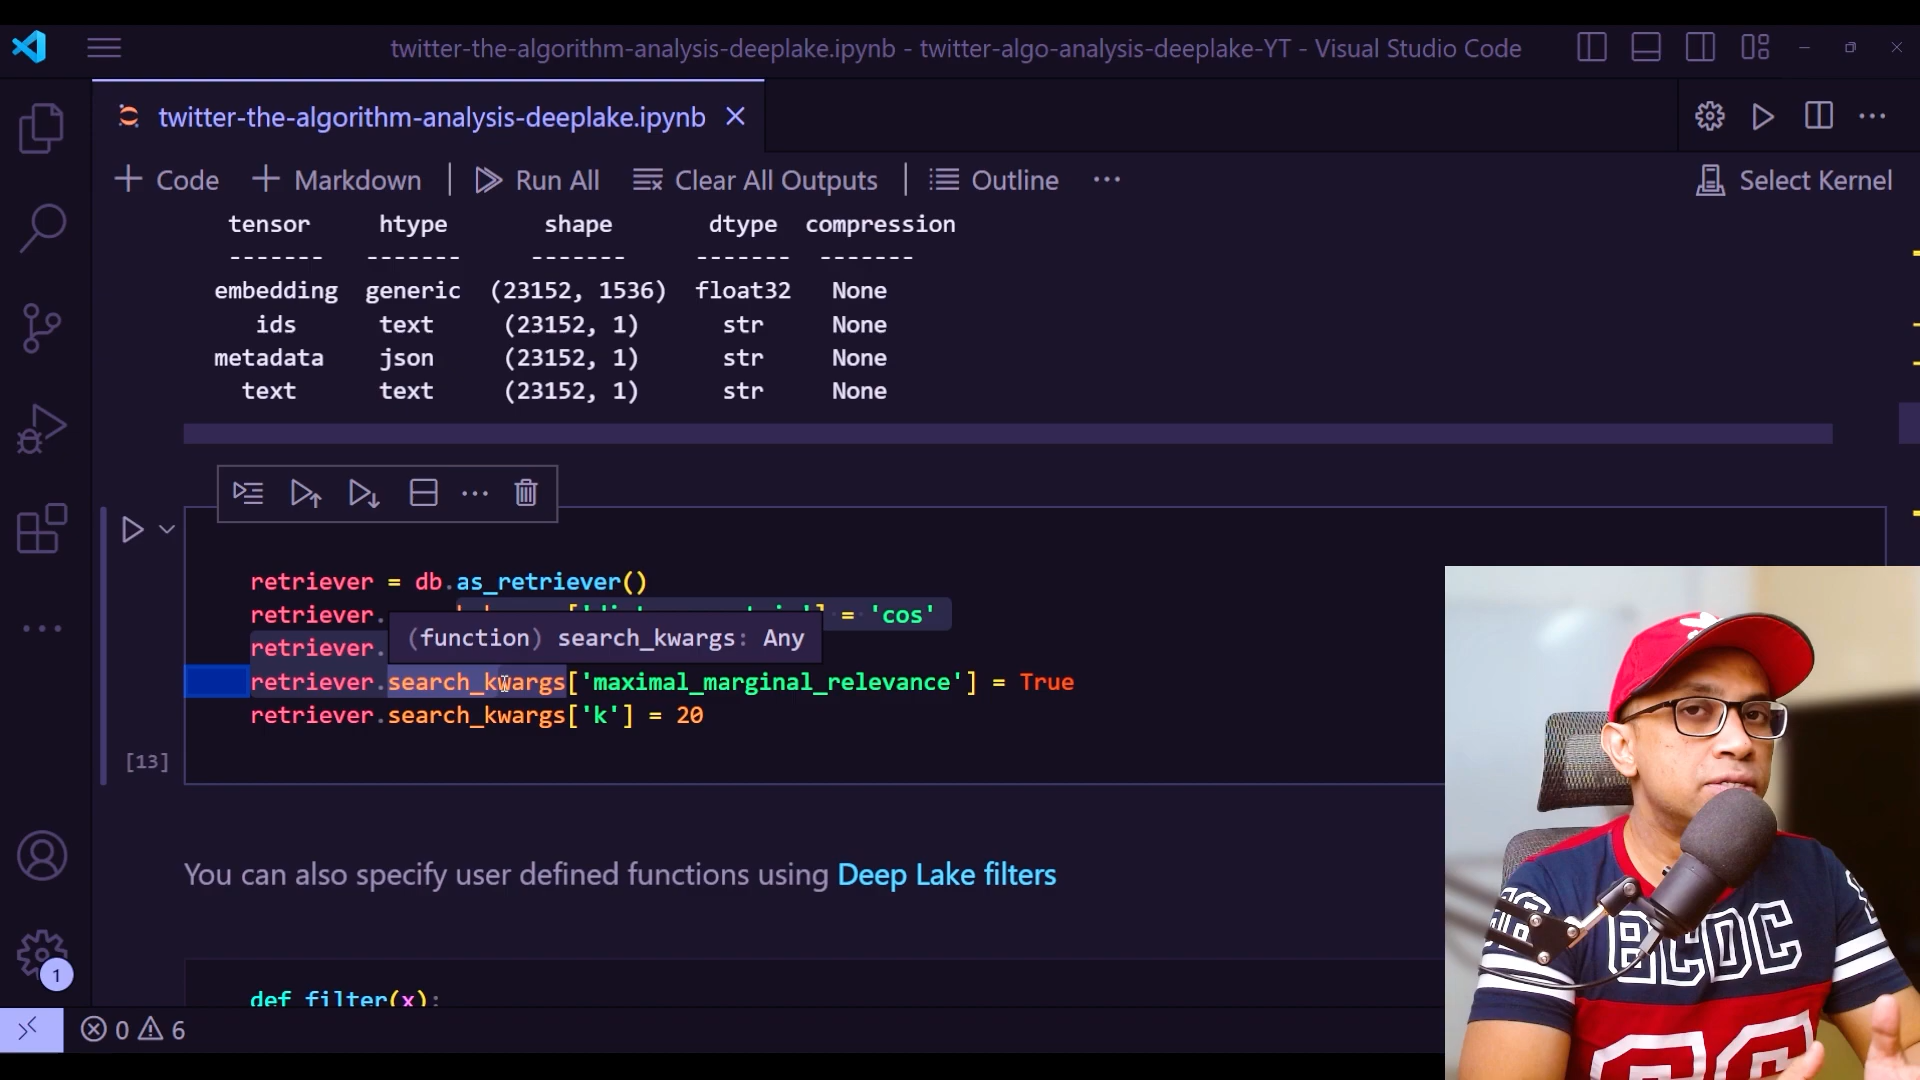 twitter-the-algorithm-analysis-deeplake.ipynb - twitter-algo-analysis-deeplake-YT - Visual Studio Code
twitter-the-algorithm-analysis-deeplake.ipynb
Code Markdown Run All Clear All Outputs Outline ... Select Kernel
tensor htype shape dtype compression
------- ------- ------- ------- -------
embedding generic (23152, 1536) float32 None
ids text (23152, 1) str None
metadata json (23152, 1) str None
text text (23152, 1) str None
retriever = db.as_retriever()
retriever. = 'cos'
(function) search_kwargs: Any
retriever.
retriever.search_kwargs['maximal_marginal_relevance'] = True
retriever.search_kwargs['k'] = 20
[13]
You can also specify user defined functions using Deep Lake filters
def filter(x):
1
0 6
BCDC